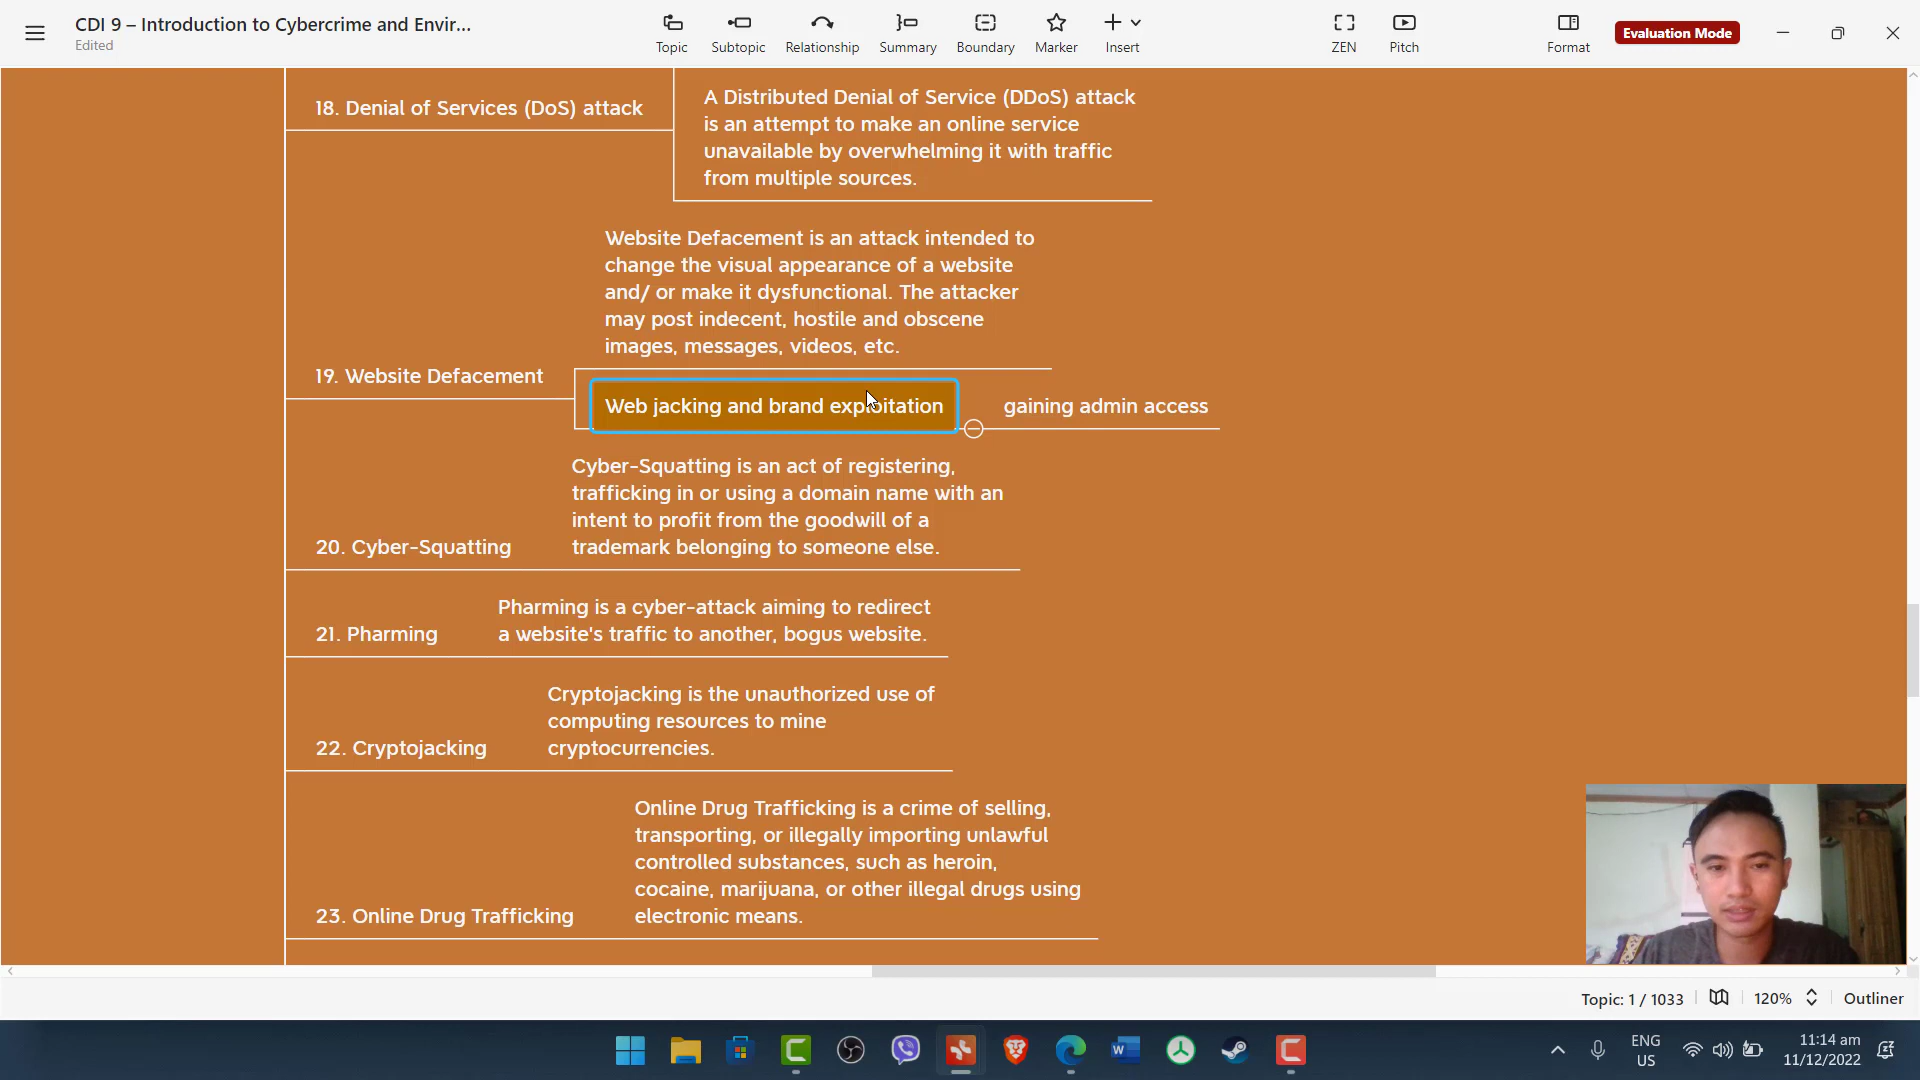 CDI 9 – Introduction to Cybercrime and Envir...
Edited
Topic
Subtopic
Relationship
Summary
Boundary
Marker
Insert
ZEN
Pitch
Format
Evaluation Mode
18. Denial of Services (DoS) attack
A Distributed Denial of Service (DDoS) attack
is an attempt to make an online service
unavailable by overwhelming it with traffic
from multiple sources.
19. Website Defacement
Website Defacement is an attack intended to
change the visual appearance of a website
and/ or make it dysfunctional. The attacker
may post indecent, hostile and obscene
images, messages, videos, etc.
Web jacking and brand exploitation
gaining admin access
20. Cyber-Squatting
Cyber-Squatting is an act of registering,
trafficking in or using a domain name with an
intent to profit from the goodwill of a
trademark belonging to someone else.
21. Pharming
Pharming is a cyber-attack aiming to redirect
a website's traffic to another, bogus website.
22. Cryptojacking
Cryptojacking is the unauthorized use of
computing resources to mine
cryptocurrencies.
23. Online Drug Trafficking
Online Drug Trafficking is a crime of selling,
transporting, or illegally importing unlawful
controlled substances, such as heroin,
cocaine, marijuana, or other illegal drugs using
electronic means.
Topic: 1 / 1033
120%
Outliner
ENG
US
11:14 am
11/12/2022